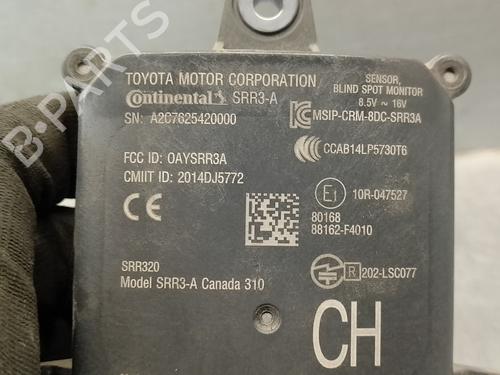 TOYOTA MOTOR CORPORATION
Continental SRR3-A
SN: A2C7625420000
FCC ID: OAYSRR3A
CMIIT ID: 2014DJ5772
CE
SRR320
Model SRR3-A Canada 310
SENSOR,
BLIND SPOT MONITOR
8.5V ~ 16V
MSIP-CRM-8DC-SRR3A
CCAB14LP5730T6
E1 10R-047527
80168
88162-F4010
R 202-LSC077
CH
B-PARTS